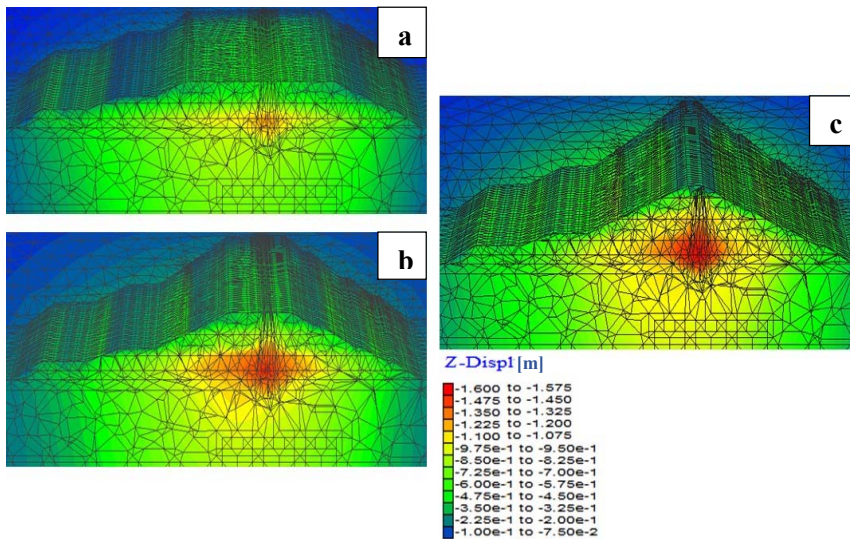 a
b
c
Z-Displ [m]
-1.600 to -1.575
-1.475 to -1.450
-1.350 to -1.325
-1.225 to -1.200
-1.100 to -1.075
-9.75e-1 to -9.50e-1
-8.50e-1 to -8.25e-1
-7.25e-1 to -7.00e-1
-6.00e-1 to -5.75e-1
-4.75e-1 to -4.50e-1
-3.50e-1 to -3.25e-1
-2.25e-1 to -2.00e-1
-1.00e-1 to -7.50e-2